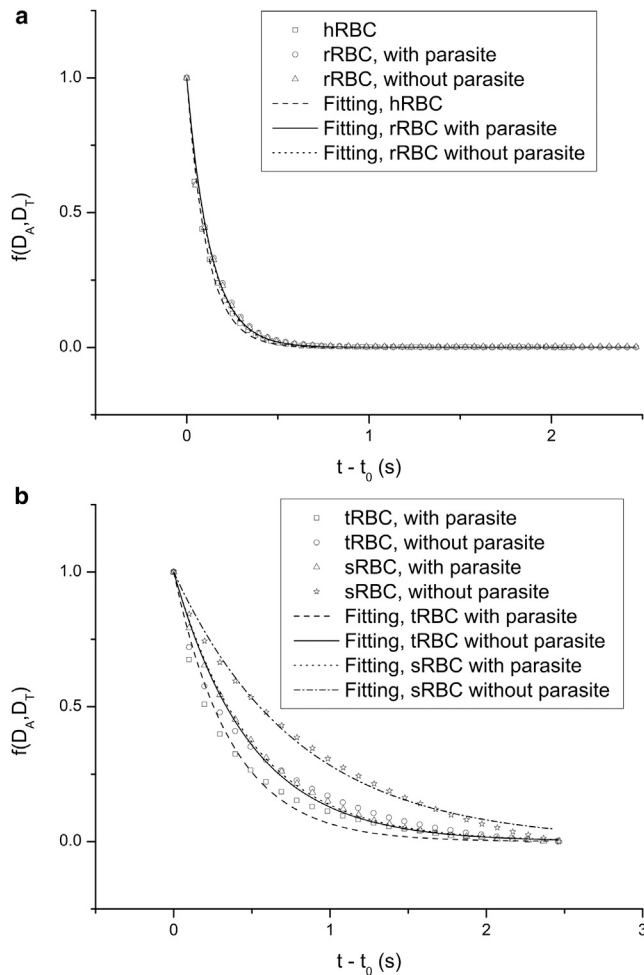 a
hRBC
rRBC, with parasite
rRBC, without parasite
Fitting, hRBC
Fitting, rRBC with parasite
Fitting, rRBC without parasite
1.0
0.5
0.0
f(D_A,D_T)
0
1
2
3
t - t_0 (s)
b
tRBC, with parasite
tRBC, without parasite
sRBC, with parasite
sRBC, without parasite
Fitting, tRBC with parasite
Fitting, tRBC without parasite
Fitting, sRBC with parasite
Fitting, sRBC without parasite
1.0
0.5
0.0
f(D_A,D_T)
0
1
2
3
t - t_0 (s)